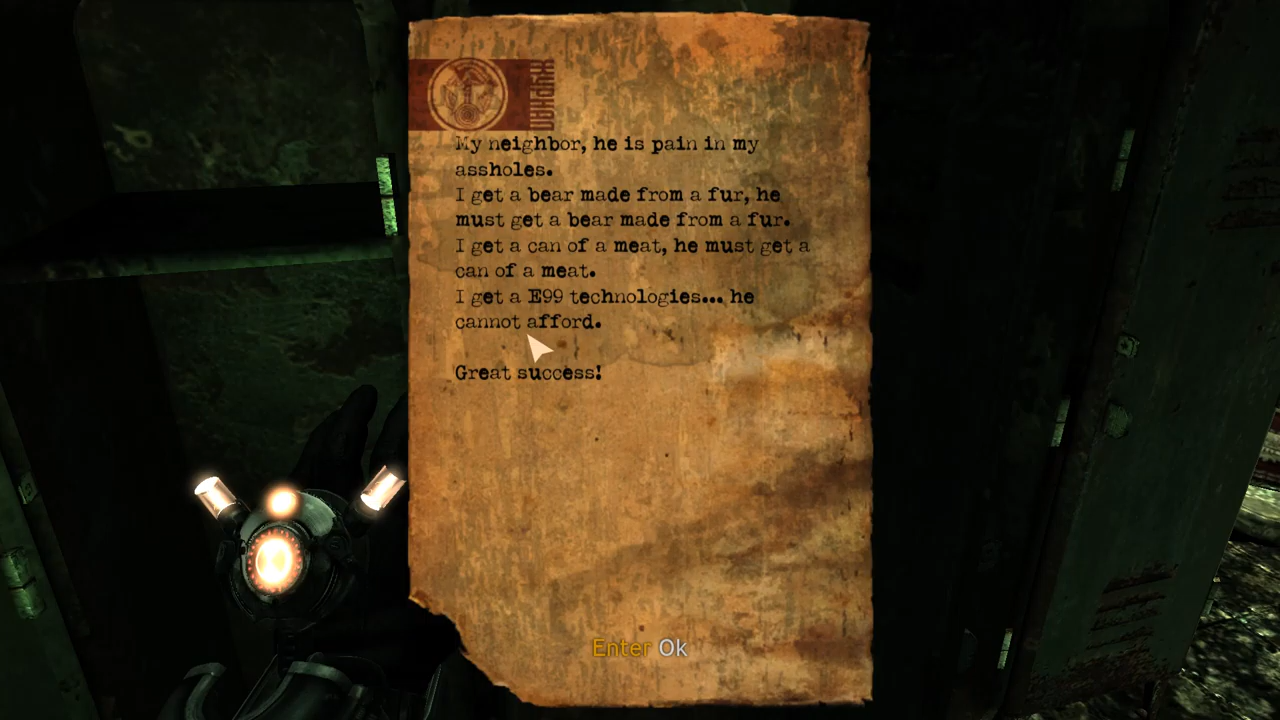 My neighbor, he is pain in my
assholes.
I get a bear made from a fur, he
must get a bear made from a fur.
I get a can of a meat, he must get a
can of a meat.
I get a E99 technologies... he
cannot afford.
Great success!
Enter Ok